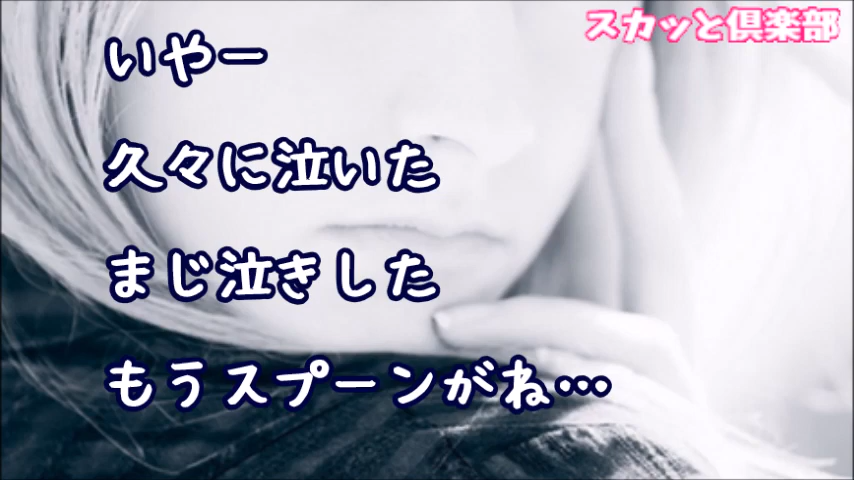 スカッと倶楽部
いやー
久々に泣いた
まじ泣きした
もうスプーンがね…